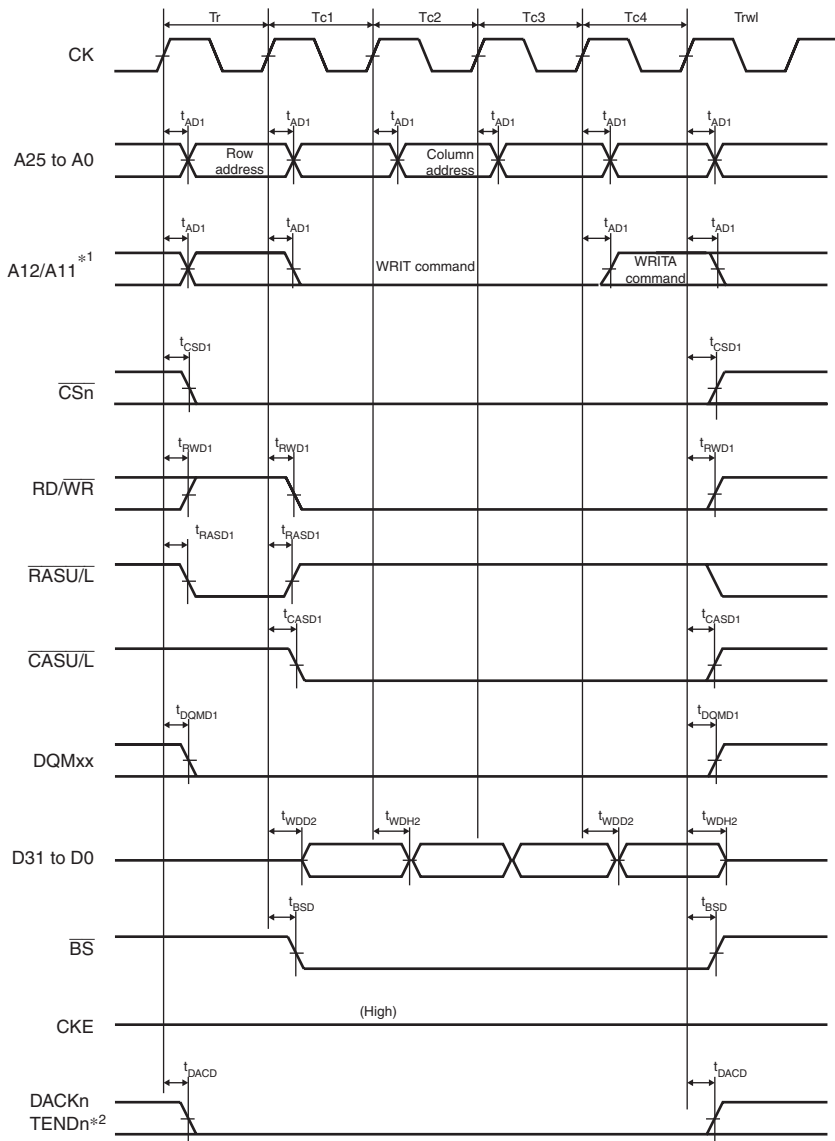 Tr Tc1 Tc2 Tc3 Tc4 Trwl
CK
tAD1 tAD1 tAD1 tAD1 tAD1 tAD1
A25 to A0
Row address
Column address
tAD1 tAD1 tAD1 tAD1
A12/A11*1
WRIT command
WRITA command
tCSD1 tCSD1
CSn
tRWD1 tRWD1 tRWD1
RD/WR
tRASD1 tRASD1
RASU/L
tCASD1 tCASD1
CASU/L
tDQMD1 tDQMD1
DQMxx
tWDD2 tWDH2 tWDD2 tWDH2
D31 to D0
tBSD tBSD
BS
(High)
CKE
tDACD tDACD
DACKn
TENDn*2